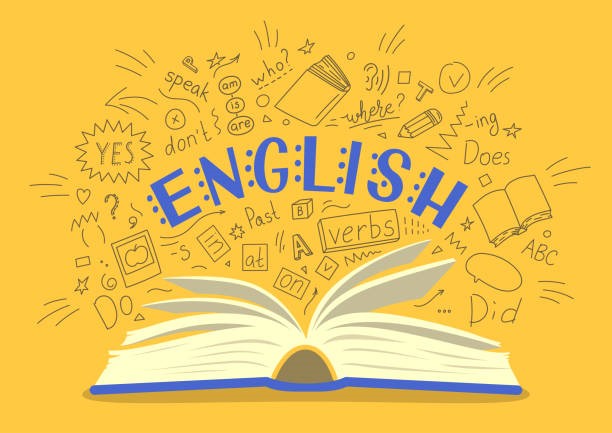 who?
speak
am
is
are
where?
-ing
don't
YES
Does
ENGLISH
Past
verbs
-s
at
A
on
ABC
Do
Did